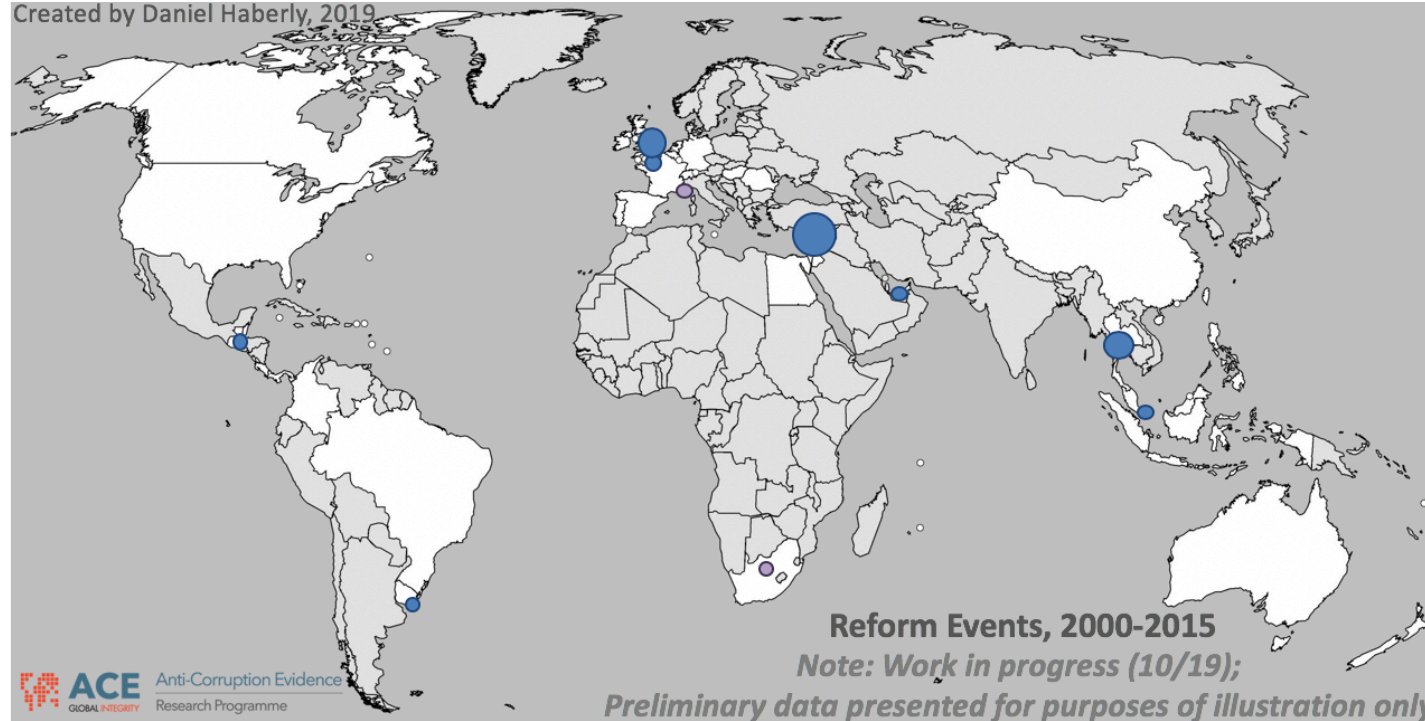 Created by Daniel Haberly, 2019
Reform Events, 2000-2015
Note: Work in progress (10/19);
Preliminary data presented for purposes of illustration onl
ACE
GLOBAL INTEGRITY
Anti-Corruption Evidence
Research Programme